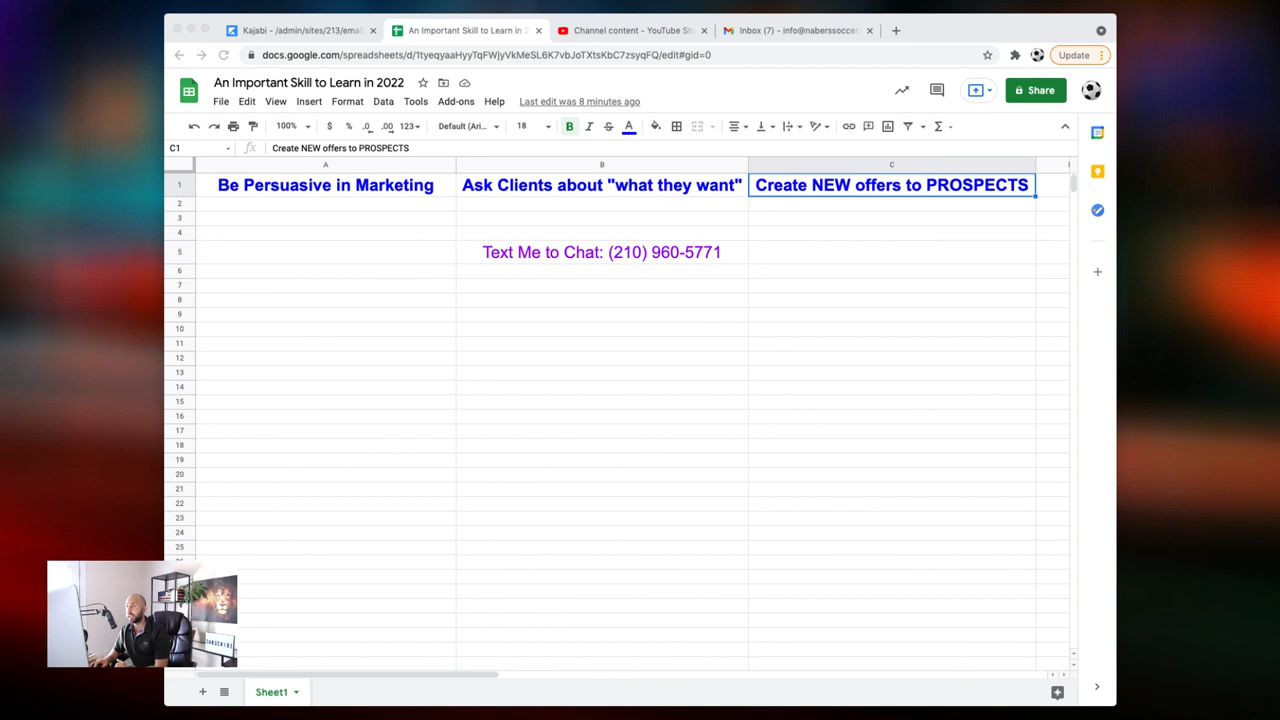 Kajabi - /admin/sites/213/emai
An Important Skill to Learn in 2
Channel content - YouTube Stu
Inbox (7) - info@naberssoccer
docs.google.com/spreadsheets/d/1tyeqyaaHyyTqFWjyVkMeSL6K7vbJoTXtsKbC7zsyqFQ/edit#gid=0
Update
An Important Skill to Learn in 2022
File Edit View Insert Format Data Tools Add-ons Help Last edit was 8 minutes ago
Share
100% $ % .0 .00 123 Default (Ari... 18 B I S A
C1 fx Create NEW offers to PROSPECTS
A B C
1 Be Persuasive in Marketing Ask Clients about "what they want" Create NEW offers to PROSPECTS
2
3
4
5 Text Me to Chat: (210) 960-5771
6
7
8
9
10
11
12
13
14
15
16
17
18
19
20
21
22
23
24
25
SUBSCRIBE
Sheet1